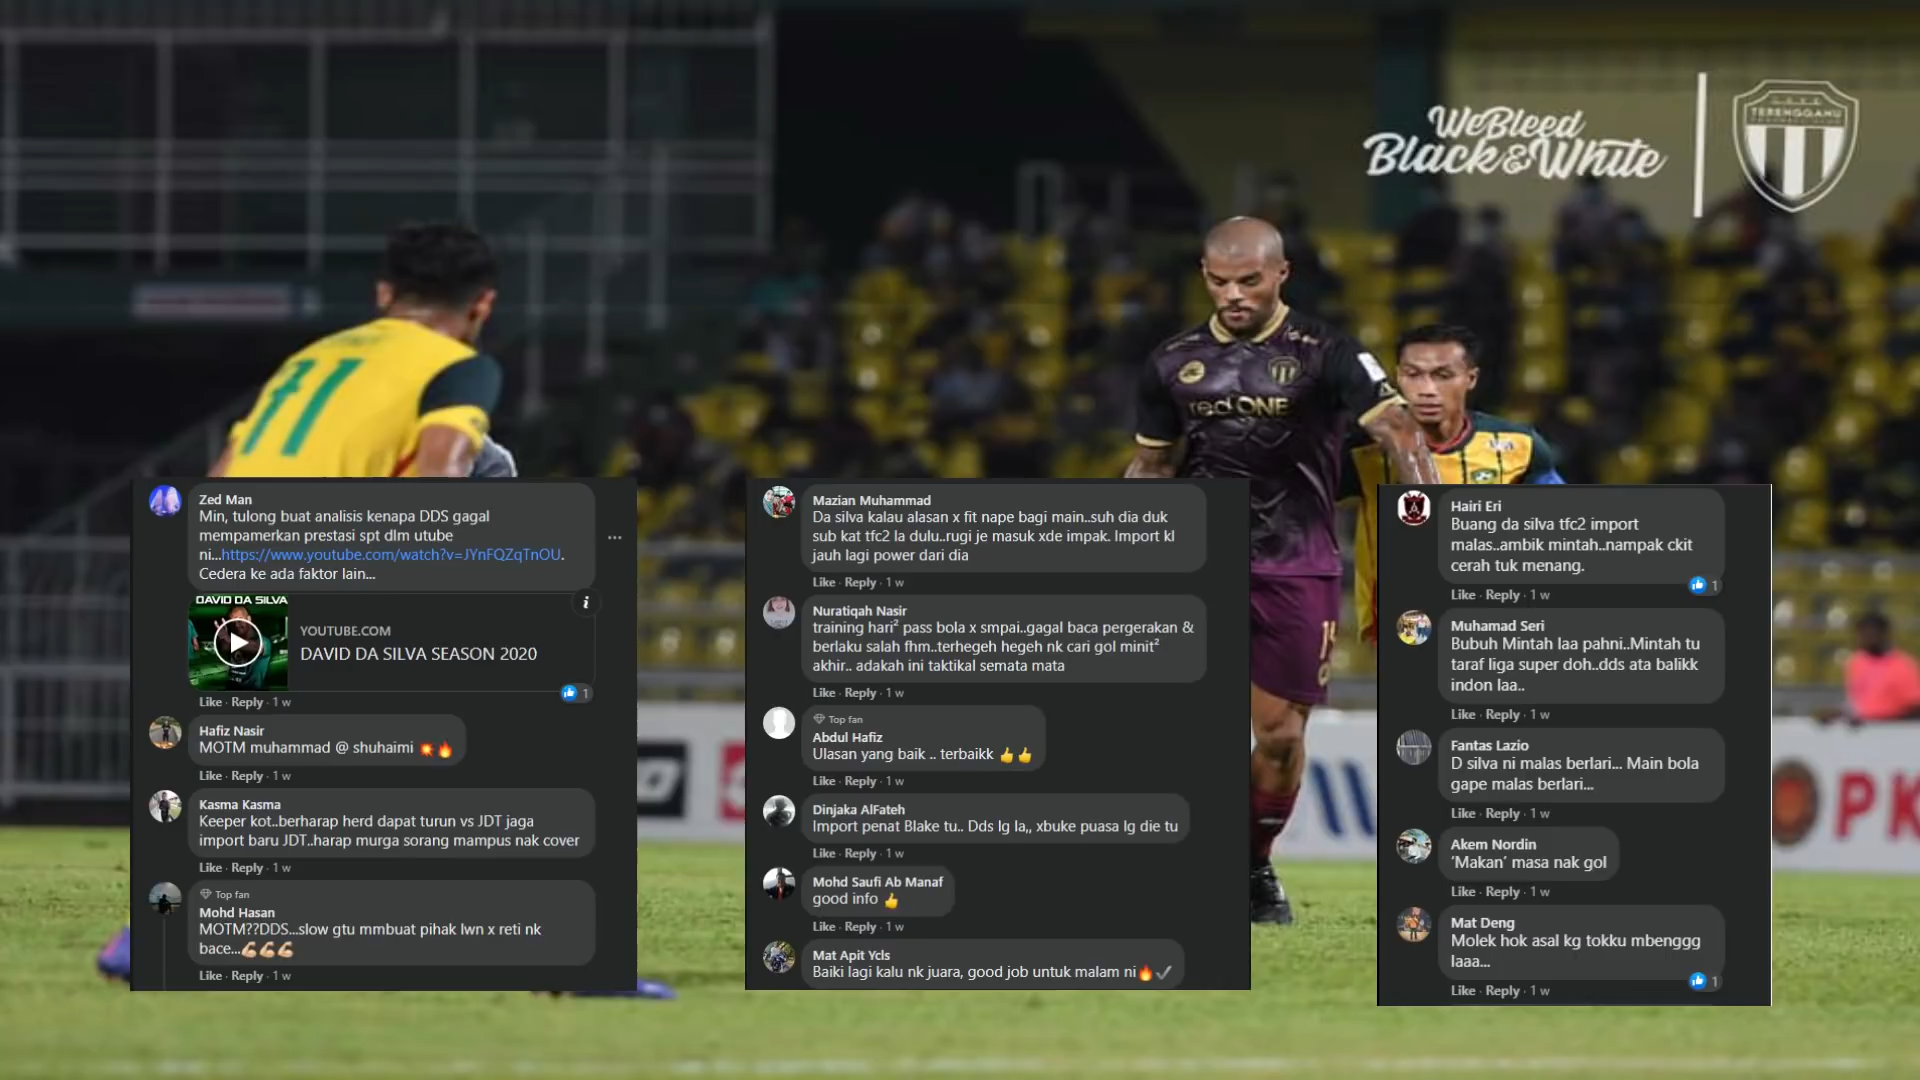 WeBleed
Black&White
TERENGGANU
11
red ONE
PK
Zed Man
Min, tulong buat analisis kenapa DDS gagal
mempamerkan prestasi spt dlm utube
ni...https://www.youtube.com/watch?v=JYnFQZqTnOU.
Cedera ke ada faktor lain...
DAVID DA SILVA
YOUTUBE.COM
DAVID DA SILVA SEASON 2020
1
Like · Reply · 1 w
Hafiz Nasir
MOTM muhammad @ shuhaimi 💥🔥
Like · Reply · 1 w
Kasma Kasma
Keeper kot..berharap herd dapat turun vs JDT jaga
import baru JDT..harap murga sorang mampus nak cover
Like · Reply · 1 w
Top fan
Mohd Hasan
MOTM??DDS...slow gtu mmbuat pihak lwn x reti nk
bace...💪💪💪
Like · Reply · 1 w
Mazian Muhammad
Da silva kalau alasan x fit nape bagi main..suh dia duk
sub kat tfc2 la dulu..rugi je masuk xde impak. Import kl
jauh lagi power dari dia
Like · Reply · 1 w
Nuratiqah Nasir
training hari² pass bola x smpai..gagal baca pergerakan &
berlaku salah fhm..terhegeh hegeh nk cari gol minit²
akhir.. adakah ini taktikal semata mata
Like · Reply · 1 w
Top fan
Abdul Hafiz
Ulasan yang baik .. terbaikk 👍👍
Like · Reply · 1 w
Dinjaka AlFateh
Import penat Blake tu.. Dds lg la,, xbuke puasa lg die tu
Like · Reply · 1 w
Mohd Saufi Ab Manaf
good info 👍
Like · Reply · 1 w
Mat Apit Ycls
Baiki lagi kalu nk juara, good job untuk malam ni🔥✔
Hairi Eri
Buang da silva tfc2 import
malas..ambik mintah..nampak ckit
cerah tuk menang.
Like · Reply · 1 w
1
Muhamad Seri
Bubuh Mintah laa pahni..Mintah tu
taraf liga super doh..dds ata balikk
indon laa..
Like · Reply · 1 w
Fantas Lazio
D silva ni malas berlari... Main bola
gape malas berlari...
Like · Reply · 1 w
Akem Nordin
‘Makan’ masa nak gol
Like · Reply · 1 w
Mat Deng
Molek hok asal kg tokku mbenggg
laaa...
Like · Reply · 1 w
1